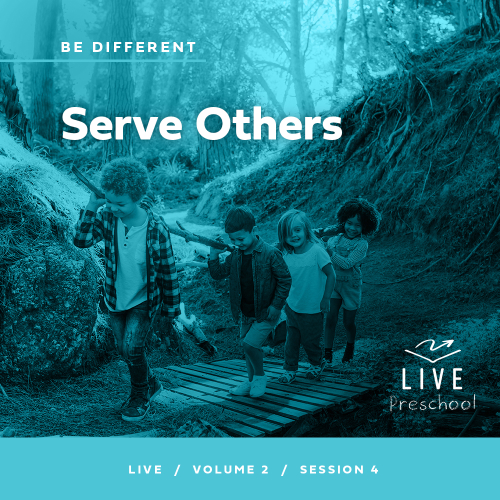 BE DIFFERENT
Serve Others
LIVE
Preschool
LIVE / VOLUME 2 / SESSION 4